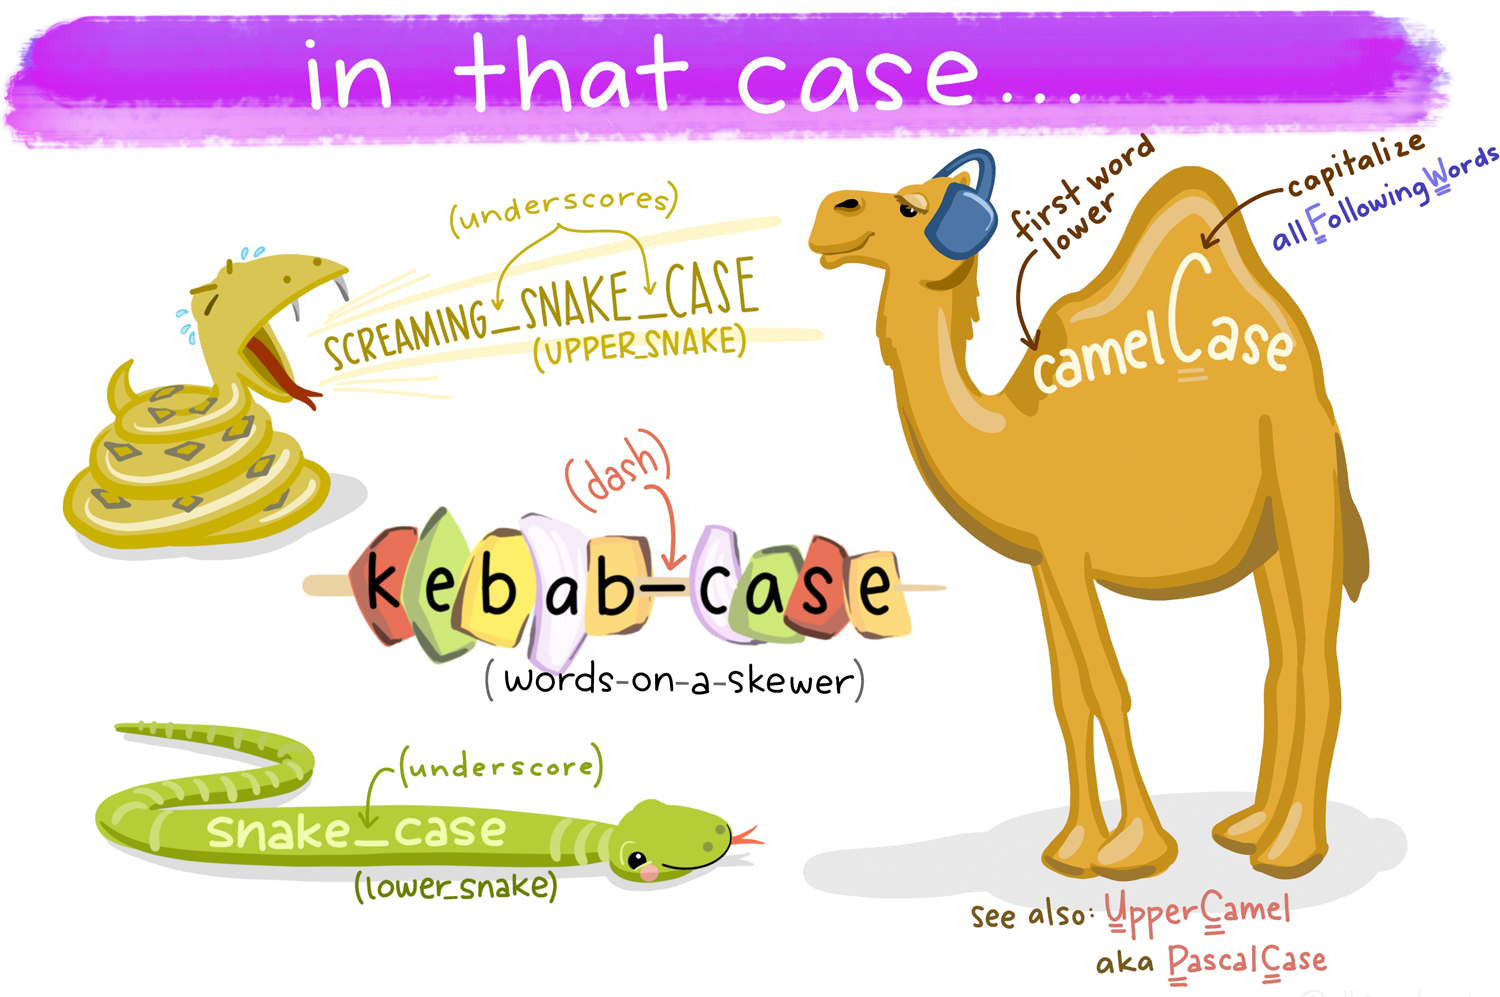 in that case...
(underscores)
SCREAMING_SNAKE_CASE
(UPPER_SNAKE)
first word
lower
capitalize
allFollowingWords
camelCase
(dash)
kebab-case
(words-on-a-skewer)
(underscore)
snake_case
(lower_snake)
see also: UpperCamel
aka PascalCase